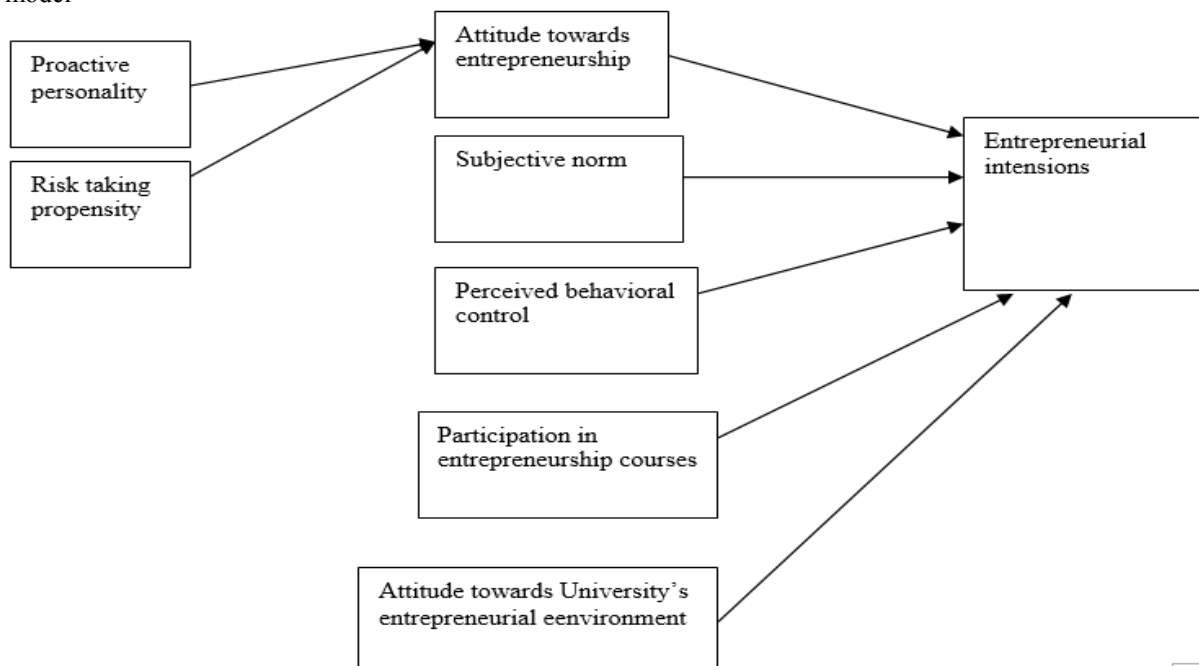 model
Proactive
personality
Risk taking
propensity
Attitude towards
entrepreneurship
Subjective norm
Perceived behavioral
control
Participation in
entrepreneurship courses
Attitude towards University’s
entrepreneurial eenvironment
Entrepreneurial
intensions